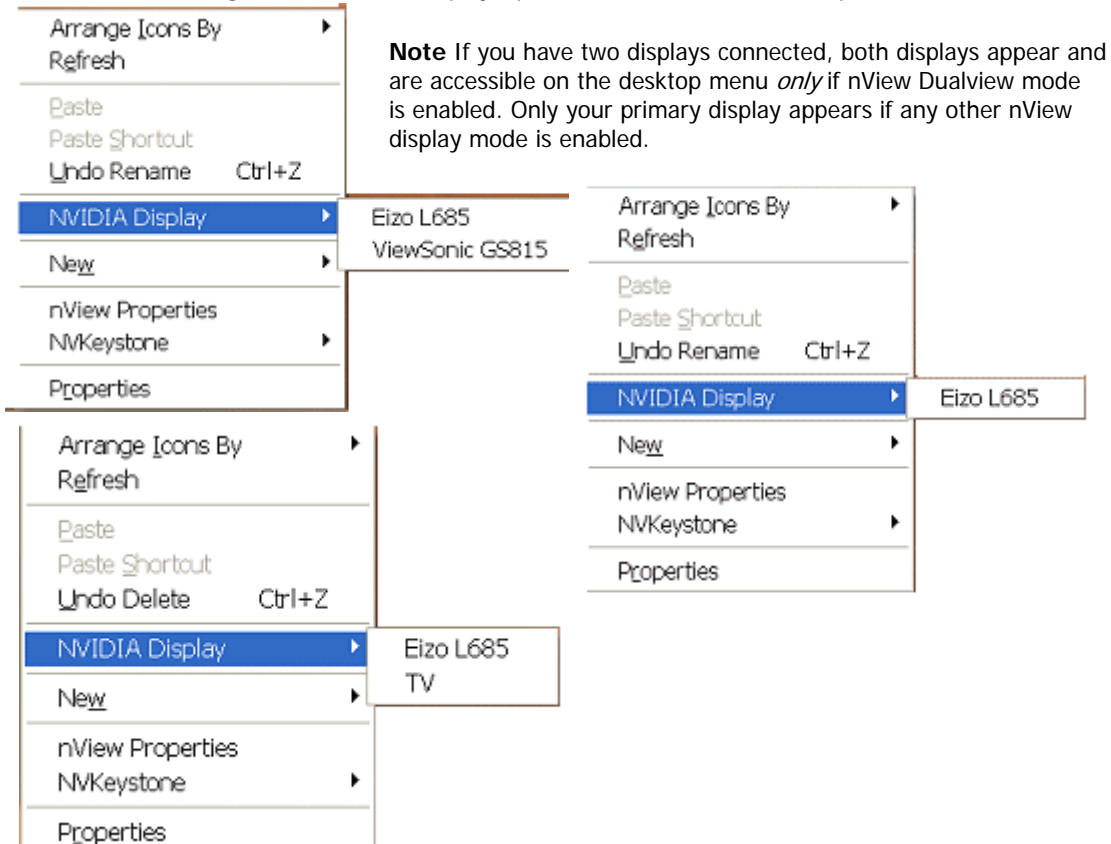 Arrange Icons By
Refresh
Paste
Paste Shortcut
Undo Rename Ctrl+Z
NVIDIA Display
Eizo L685
ViewSonic GS815
New
nView Properties
NVKeystone
Properties
Note If you have two displays connected, both displays appear and
are accessible on the desktop menu only if nView Dualview mode
is enabled. Only your primary display appears if any other nView
display mode is enabled.
Arrange Icons By
Refresh
Paste
Paste Shortcut
Undo Rename Ctrl+Z
NVIDIA Display
Eizo L685
New
nView Properties
NVKeystone
Properties
Arrange Icons By
Refresh
Paste
Paste Shortcut
Undo Delete Ctrl+Z
NVIDIA Display
Eizo L685
TV
New
nView Properties
NVKeystone
Properties